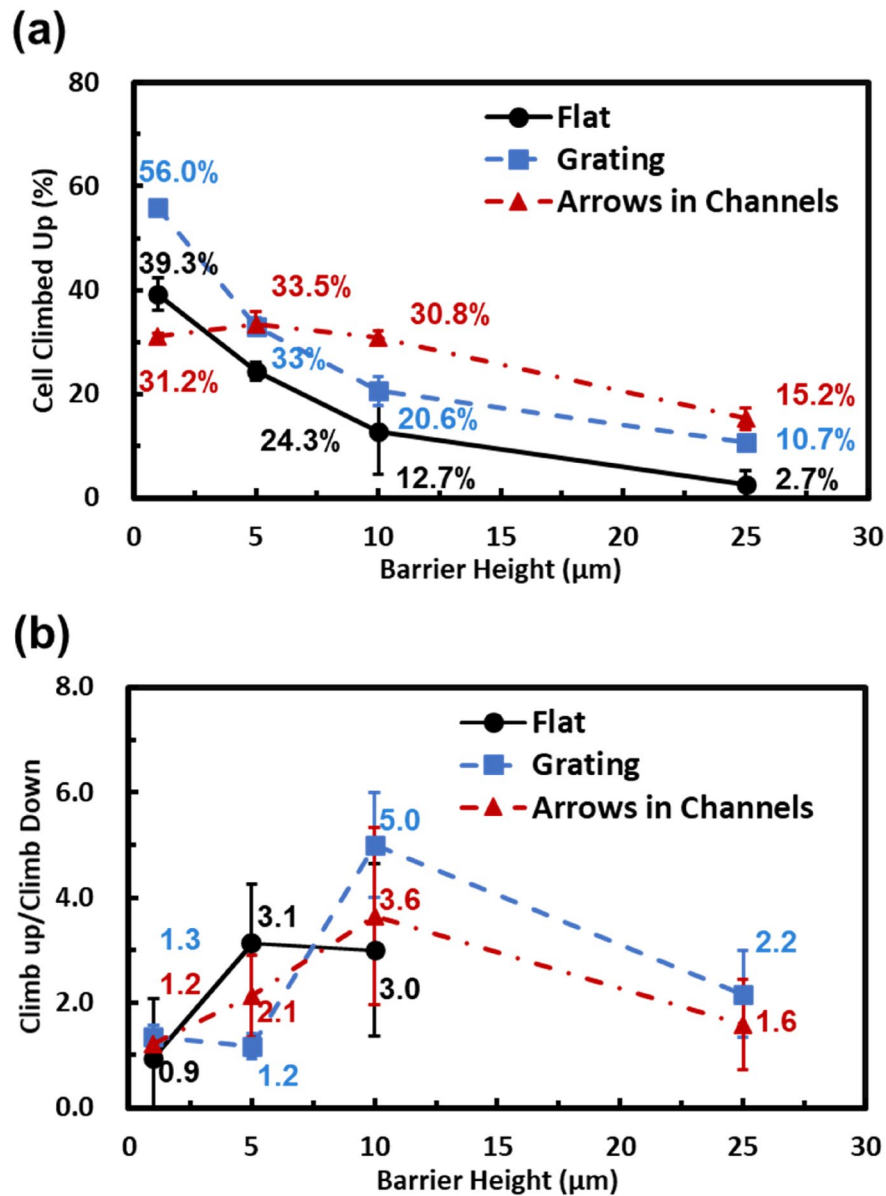 (a)
80
60
40
20
0
Cell Climbed Up (%)
Flat
Grating
Arrows in Channels
56.0%
39.3%
31.2%
33.5%
33%
24.3%
30.8%
20.6%
12.7%
15.2%
10.7%
2.7%
0 5 10 15 20 25 30
Barrier Height (µm)
(b)
8.0
6.0
4.0
2.0
0.0
Climb up/Climb Down
Flat
Grating
Arrows in Channels
1.3
1.2
0.9
3.1
2.1
1.2
5.0
3.6
3.0
2.2
1.6
0 5 10 15 20 25 30
Barrier Height (µm)